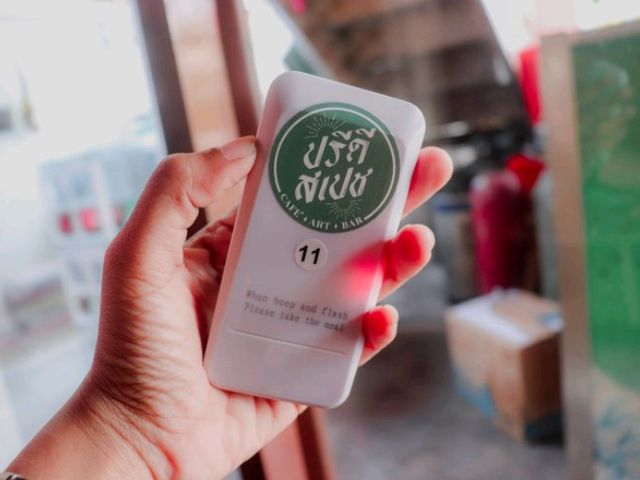 ปรีดี
สเปซ
CAFE • ART • BAR
11
When beep and flash
Please take the meal